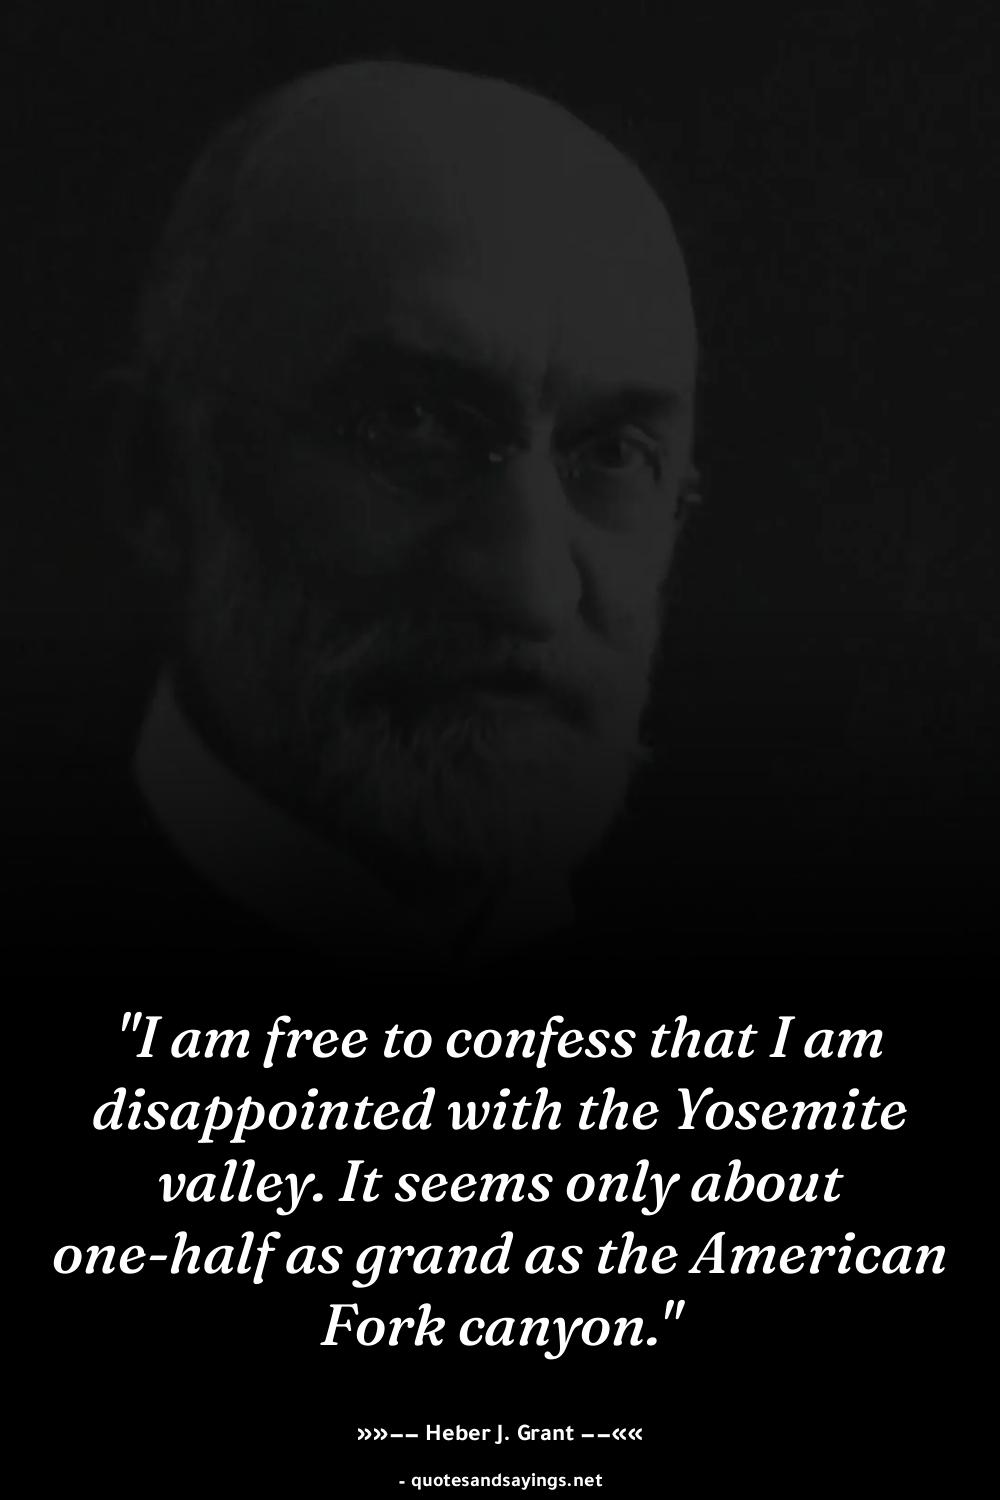 "I am free to confess that I am
disappointed with the Yosemite
valley. It seems only about
one-half as grand as the American
Fork canyon."
»»−− Heber J. Grant −−««
- quotesandsayings.net